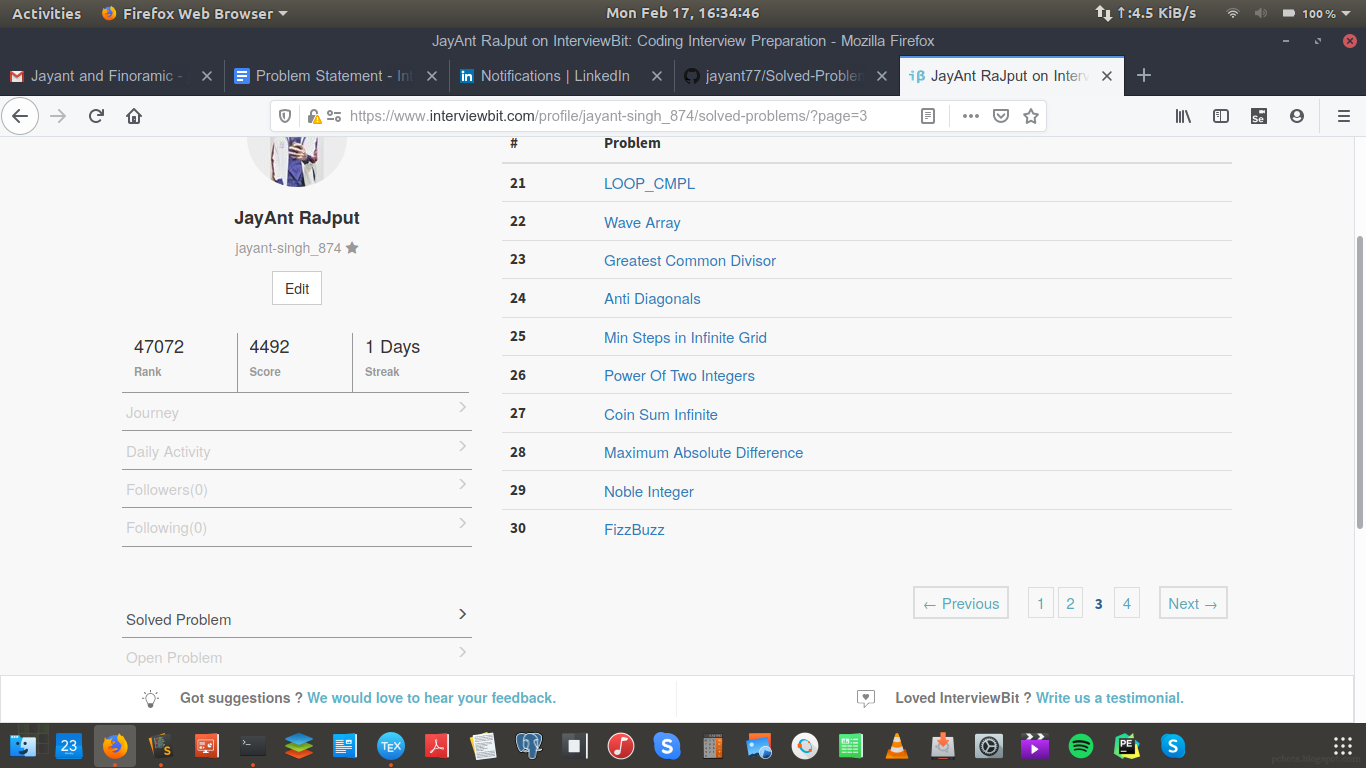 Activities Firefox Web Browser Mon Feb 17, 16:34:46 ↑:4.5 KiB/s 100 %
JayAnt RaJput on InterviewBit: Coding Interview Preparation - Mozilla Firefox
Jayant and Finoramic - Problem Statement - In Notifications | LinkedIn jayant77/Solved-Problem JayAnt RaJput on Interv
https://www.interviewbit.com/profile/jayant-singh_874/solved-problems/?page=3
# Problem
21 LOOP_CMPL
22 Wave Array
23 Greatest Common Divisor
24 Anti Diagonals
25 Min Steps in Infinite Grid
26 Power Of Two Integers
27 Coin Sum Infinite
28 Maximum Absolute Difference
29 Noble Integer
30 FizzBuzz
← Previous 1 2 3 4 Next →
JayAnt RaJput
jayant-singh_874
Edit
47072 4492 1 Days
Rank Score Streak
Journey
Daily Activity
Followers(0)
Following(0)
Solved Problem
Open Problem
Got suggestions ? We would love to hear your feedback.
Loved InterviewBit ? Write us a testimonial.